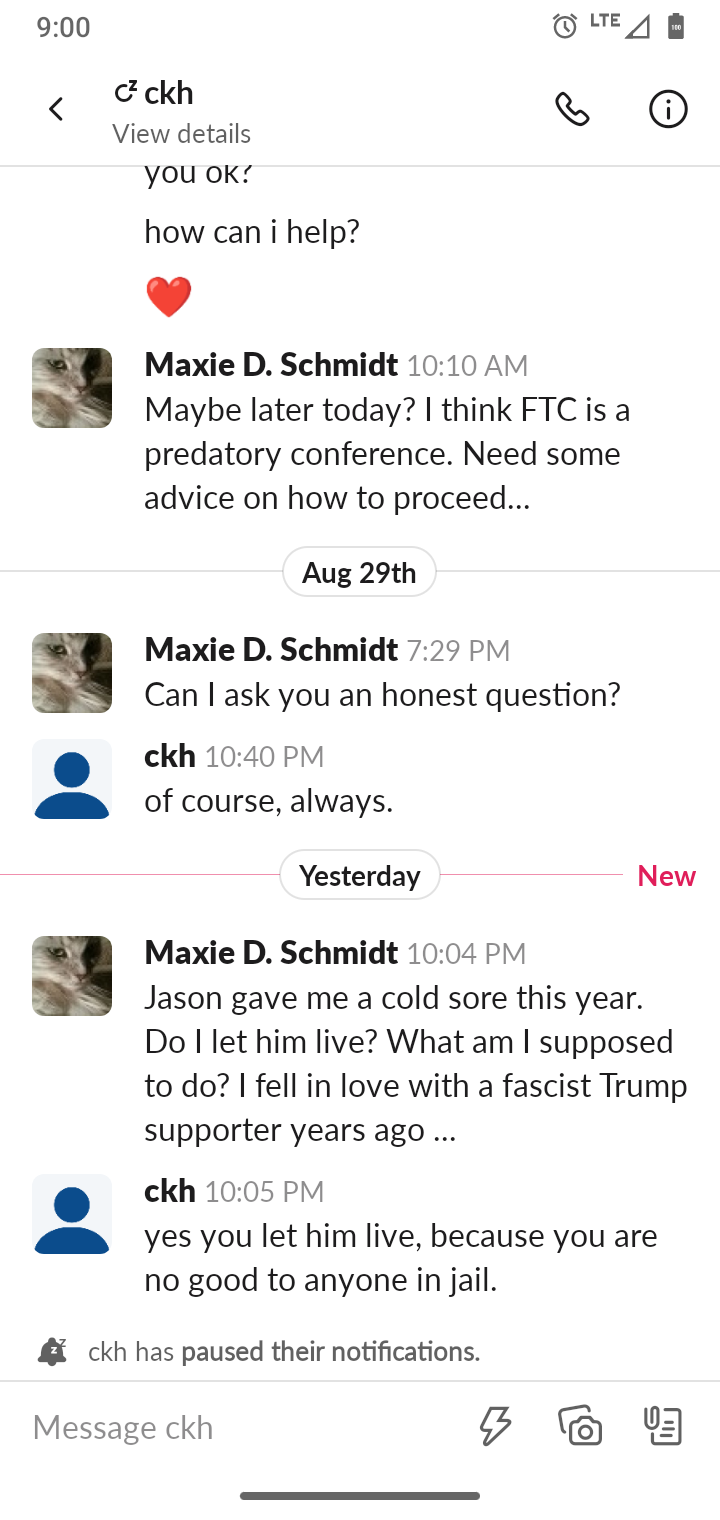 9:00
LTE
100
ckh
View details
you ok?
how can i help?
Maxie D. Schmidt 10:10 AM
Maybe later today? I think FTC is a
predatory conference. Need some
advice on how to proceed...
Aug 29th
Maxie D. Schmidt 7:29 PM
Can I ask you an honest question?
ckh 10:40 PM
of course, always.
Yesterday
New
Maxie D. Schmidt 10:04 PM
Jason gave me a cold sore this year.
Do I let him live? What am I supposed
to do? I fell in love with a fascist Trump
supporter years ago ...
ckh 10:05 PM
yes you let him live, because you are
no good to anyone in jail.
ckh has paused their notifications.
Message ckh